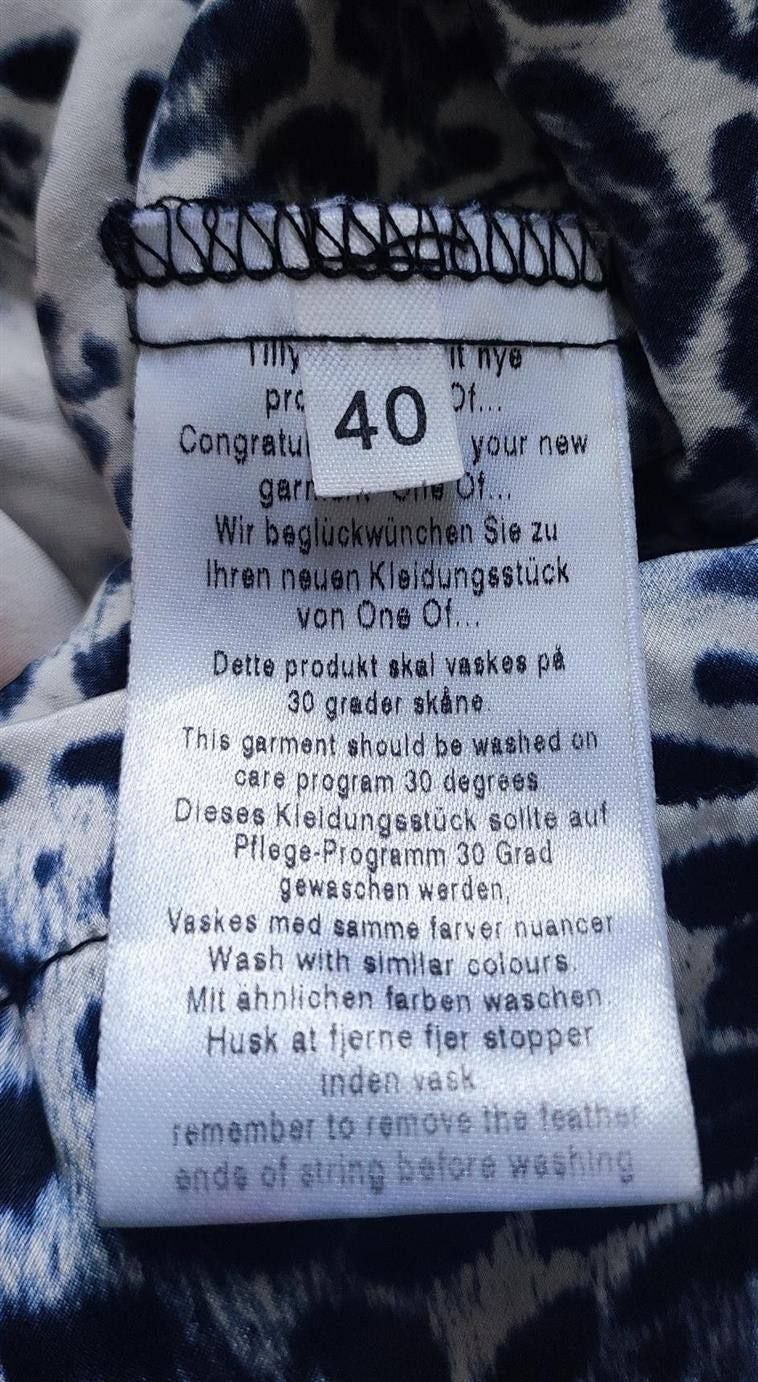 40
your new
Of...
Wir beglückwünchen Sie zu
Ihren neuen Kleidungsstück
von One Of...
Dette produkt skal vaskes på
30 grader skåne.
This garment should be washed on
care program 30 degrees
Dieses Kleidungsstück sollte auf
Pflege-Programm 30 Grad
gewaschen werden,
Vaskes med samme farver nuancer
Wash with similar colours.
Mit ähnlichen farben waschen.
Husk at fjerne fjer stopper
inden vask
remember to remove the feather
ends of string before washing